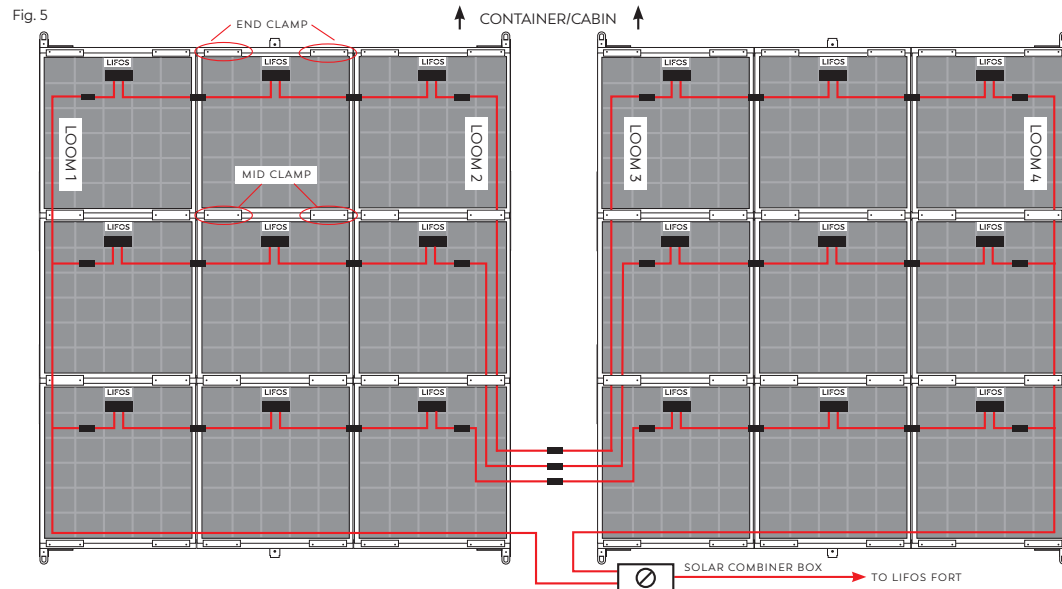 Fig. 5
CONTAINER/CABIN
END CLAMP
LIFOS
LIFOS
LIFOS
LIFOS
LIFOS
LIFOS
LOOM 1
LOOM 2
LOOM 3
LOOM 4
MID CLAMP
LIFOS
LIFOS
LIFOS
LIFOS
LIFOS
LIFOS
LIFOS
LIFOS
LIFOS
LIFOS
LIFOS
LIFOS
SOLAR COMBINER BOX
TO LIFOS FORT